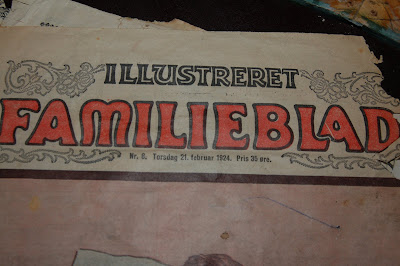 ILLUSTRERET
FAMILIEBLAD
Nr. 8. Torsdag 21. februar 1924. Pris 35 øre.